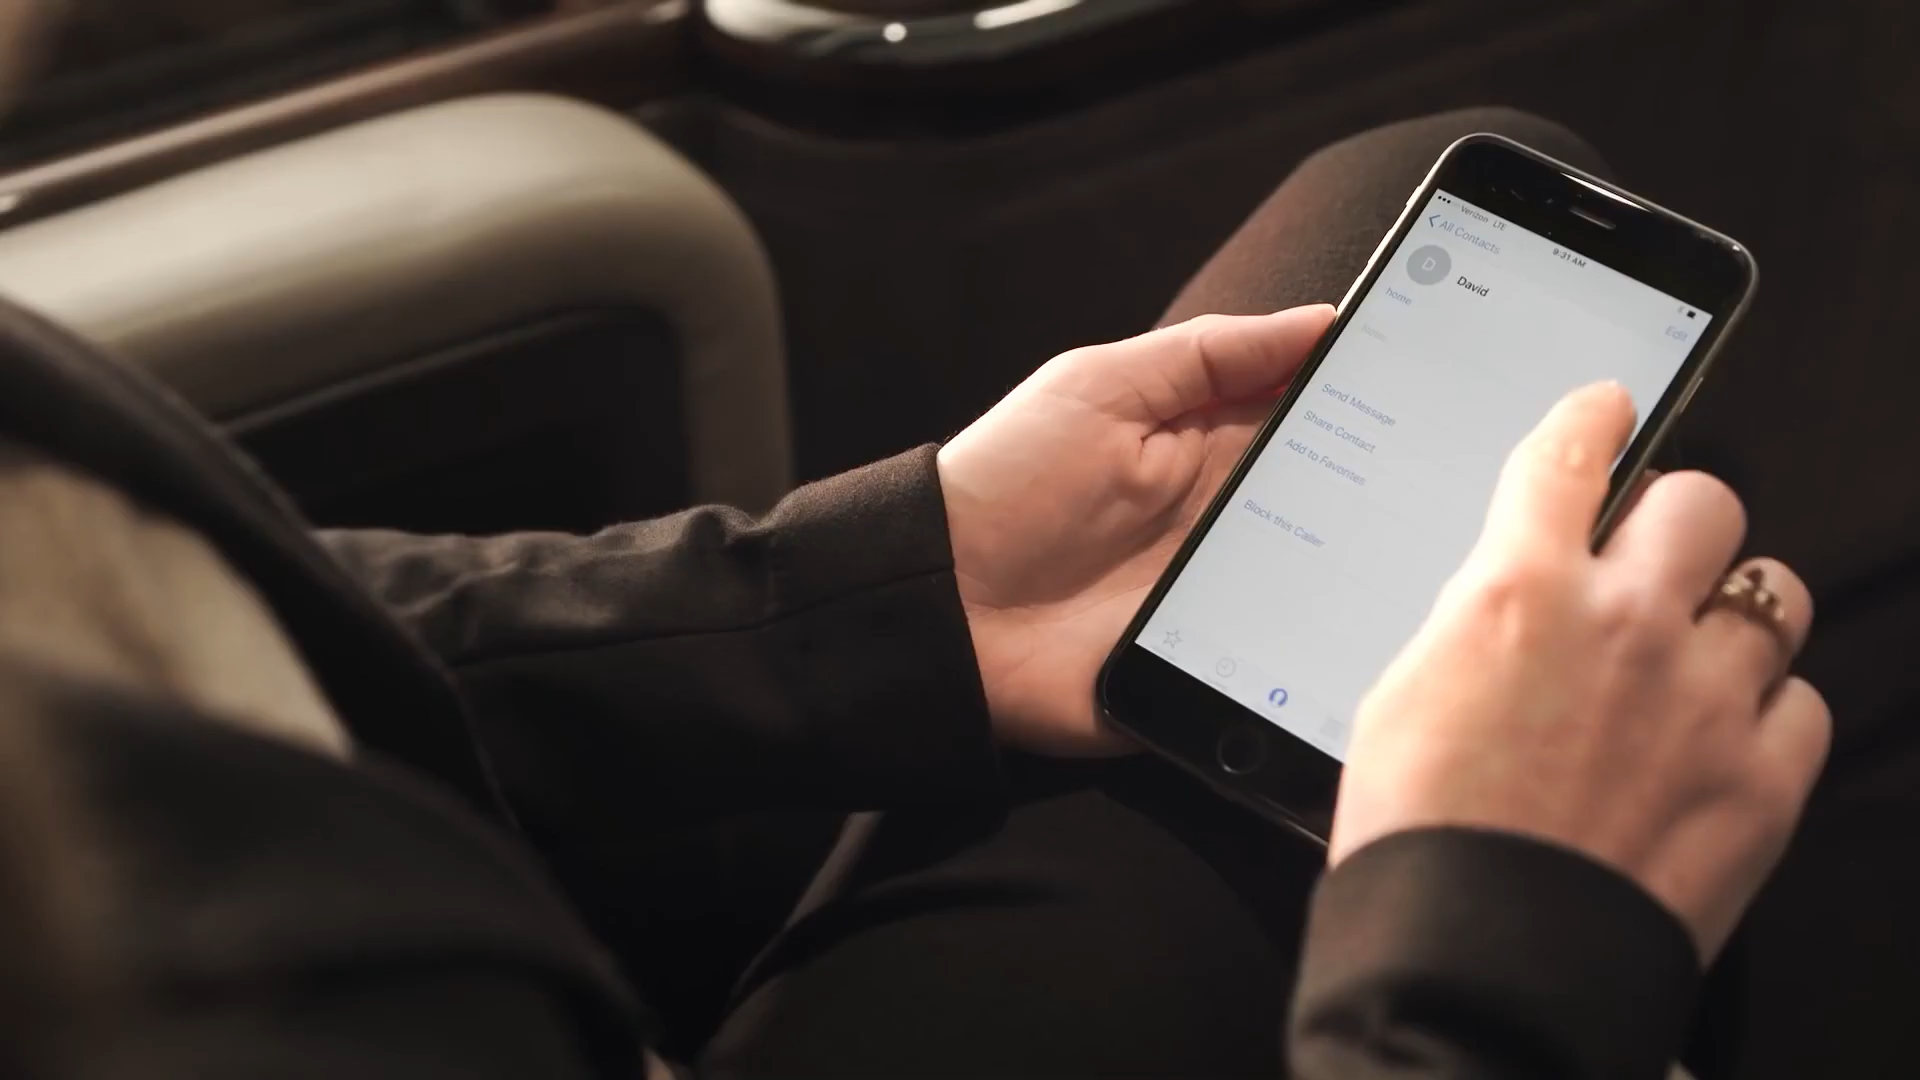 Verizon LTE
9:31 AM
All Contacts
Edit
D
David
home
Notes
Send Message
Share Contact
Add to Favorites
Block this Caller